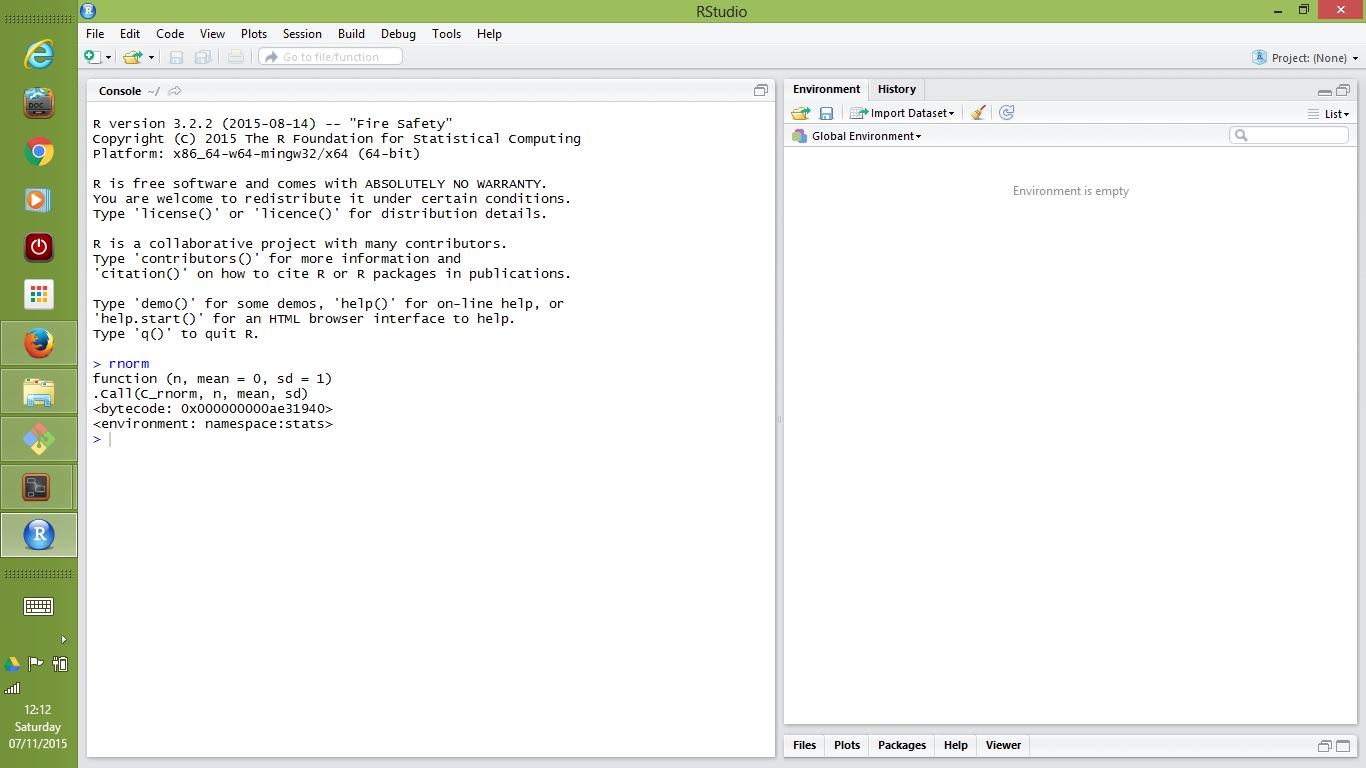 RStudio
File Edit Code View Plots Session Build Debug Tools Help
Go to file/function
Project: (None)
Console ~/
R version 3.2.2 (2015-08-14) -- "Fire Safety"
Copyright (C) 2015 The R Foundation for Statistical Computing
Platform: x86_64-w64-mingw32/x64 (64-bit)
R is free software and comes with ABSOLUTELY NO WARRANTY.
You are welcome to redistribute it under certain conditions.
Type 'license()' or 'licence()' for distribution details.
R is a collaborative project with many contributors.
Type 'contributors()' for more information and
'citation()' on how to cite R or R packages in publications.
Type 'demo()' for some demos, 'help()' for on-line help, or
'help.start()' for an HTML browser interface to help.
Type 'q()' to quit R.
> rnorm
function (n, mean = 0, sd = 1)
.Call(C_rnorm, n, mean, sd)
<bytecode: 0x000000000ae31940>
<environment: namespace:stats>
>
Environment History
Import Dataset
List
Global Environment
Environment is empty
Files Plots Packages Help Viewer
DOC
R
12:12
Saturday
07/11/2015